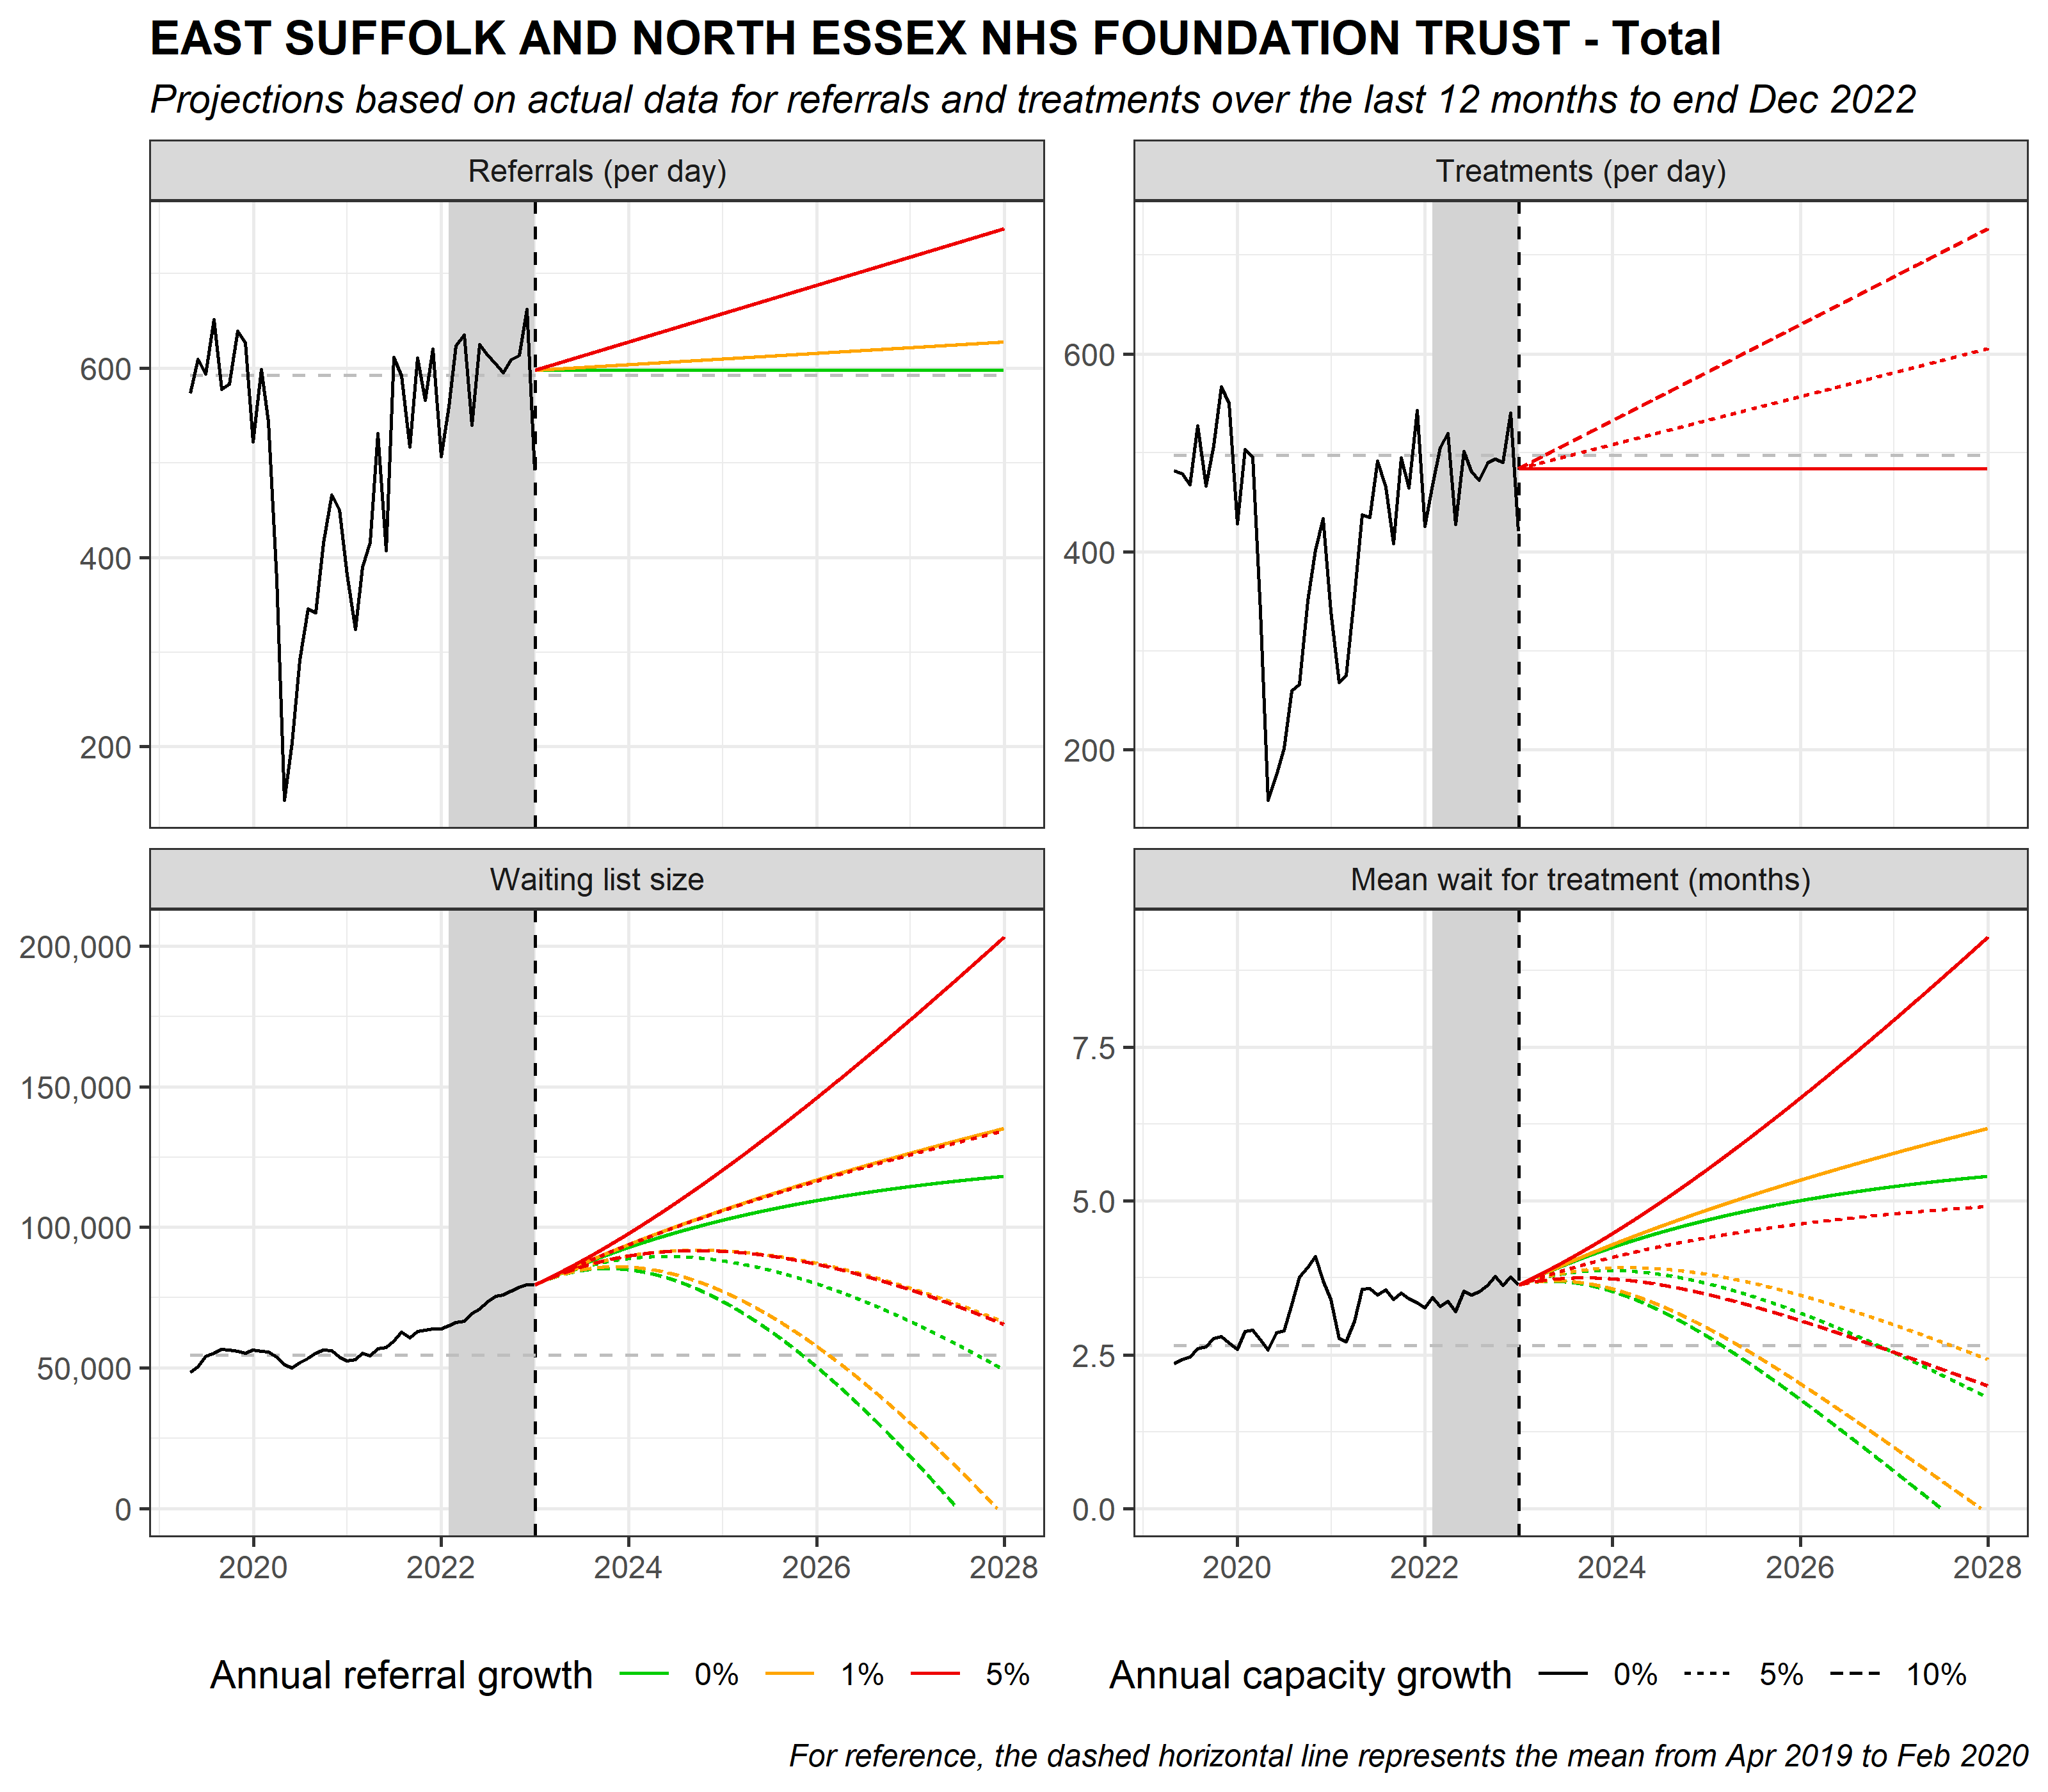 EAST SUFFOLK AND NORTH ESSEX NHS FOUNDATION TRUST - Total
Projections based on actual data for referrals and treatments over the last 12 months to end Dec 2022
Referrals (per day)
600
400
200
Treatments (per day)
600
400
200
Waiting list size
200,000
150,000
100,000
50,000
0
2020 2022 2024 2026 2028
Mean wait for treatment (months)
7.5
5.0
2.5
0.0
2020 2022 2024 2026 2028
Annual referral growth 0% 1% 5%
Annual capacity growth 0% 5% 10%
For reference, the dashed horizontal line represents the mean from Apr 2019 to Feb 2020